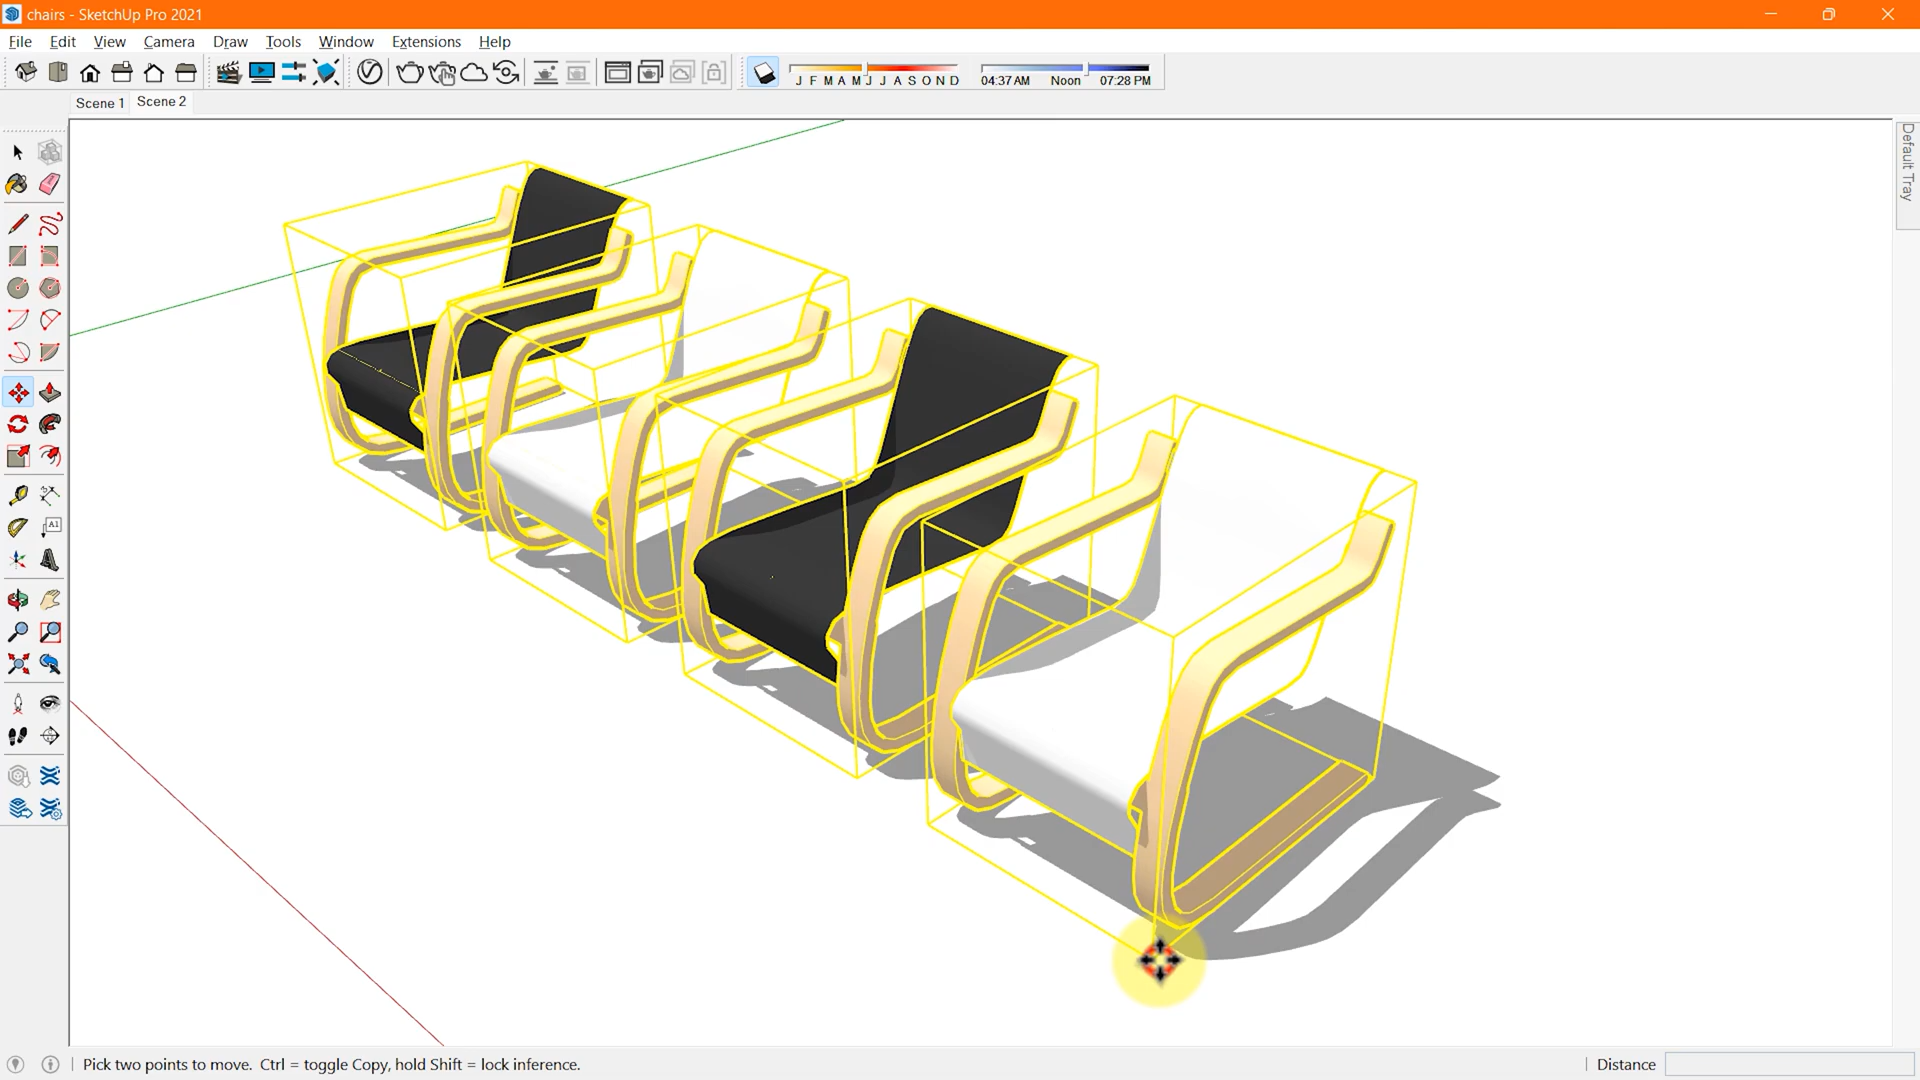 chairs - SketchUp Pro 2021
File Edit View Camera Draw Tools Window Extensions Help
J F M A M J J A S O N D
04:37 AM Noon 07:28 PM
Scene 1 Scene 2
Default Tray
A1
Pick two points to move. Ctrl = toggle Copy, hold Shift = lock inference.
Distance